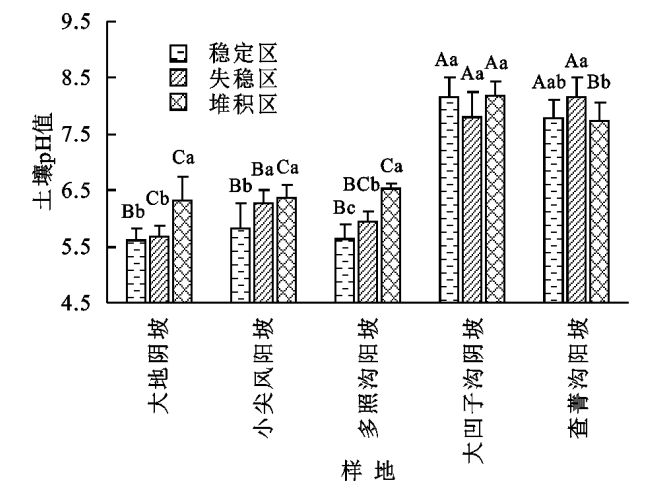 9.5
8.5
7.5
6.5
5.5
4.5
土壤pH值
稳定区
失稳区
堆积区
Bb Cb Ca
Bb Ba Ca
Bc BCb Ca
Aa Aa Aa
Aab Aa Bb
大地阴坡
小尖风阳坡
多照沟阳坡
大凹子沟阴坡
查菁沟阳坡
样 地